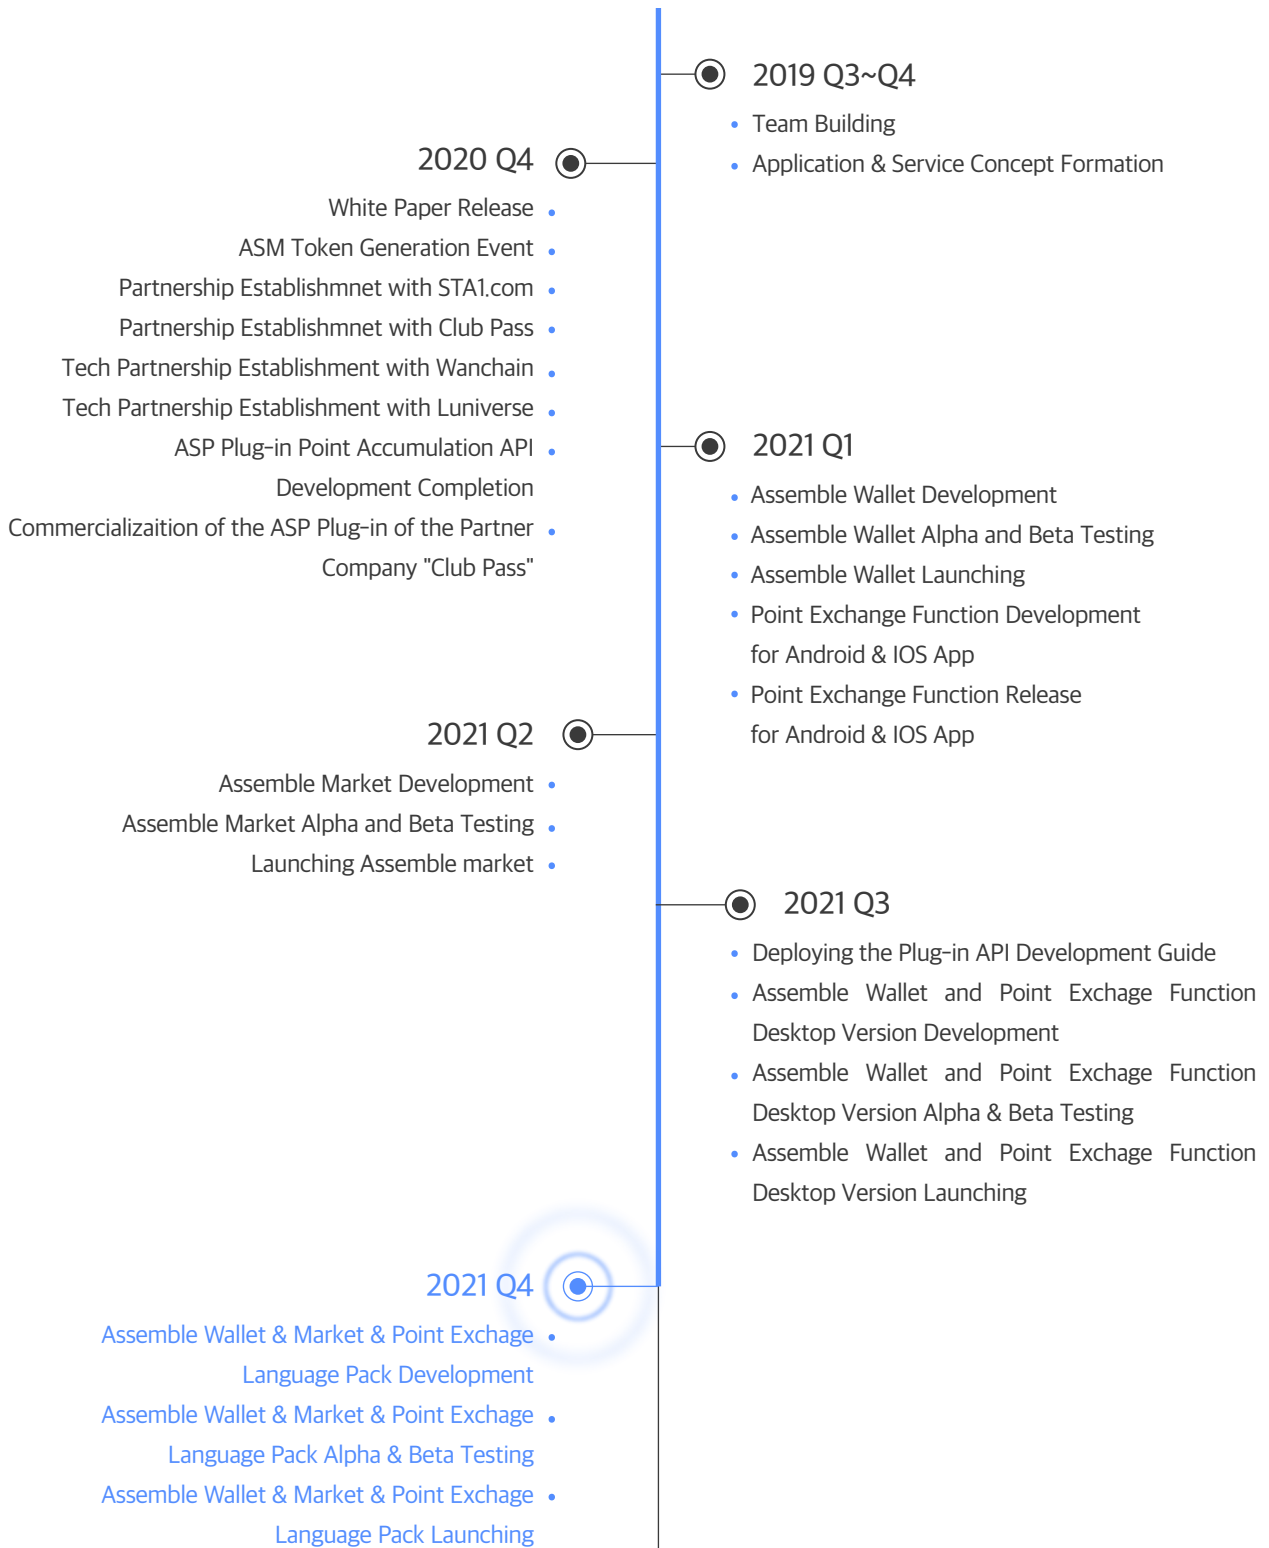 2019 Q3~Q4
• Team Building
• Application & Service Concept Formation
2020 Q4
White Paper Release •
ASM Token Generation Event •
Partnership Establishmnet with STA1.com •
Partnership Establishmnet with Club Pass •
Tech Partnership Establishment with Wanchain •
Tech Partnership Establishment with Luniverse •
ASP Plug-in Point Accumulation API •
Development Completion
Commercializaition of the ASP Plug-in of the Partner •
Company "Club Pass"
2021 Q1
• Assemble Wallet Development
• Assemble Wallet Alpha and Beta Testing
• Assemble Wallet Launching
• Point Exchange Function Development
for Android & IOS App
• Point Exchange Function Release
for Android & IOS App
2021 Q2
Assemble Market Development •
Assemble Market Alpha and Beta Testing •
Launching Assemble market •
2021 Q3
• Deploying the Plug-in API Development Guide
• Assemble Wallet and Point Exchage Function
Desktop Version Development
• Assemble Wallet and Point Exchage Function
Desktop Version Alpha & Beta Testing
• Assemble Wallet and Point Exchage Function
Desktop Version Launching
2021 Q4
Assemble Wallet & Market & Point Exchage •
Language Pack Development
Assemble Wallet & Market & Point Exchage •
Language Pack Alpha & Beta Testing
Assemble Wallet & Market & Point Exchage •
Language Pack Launching